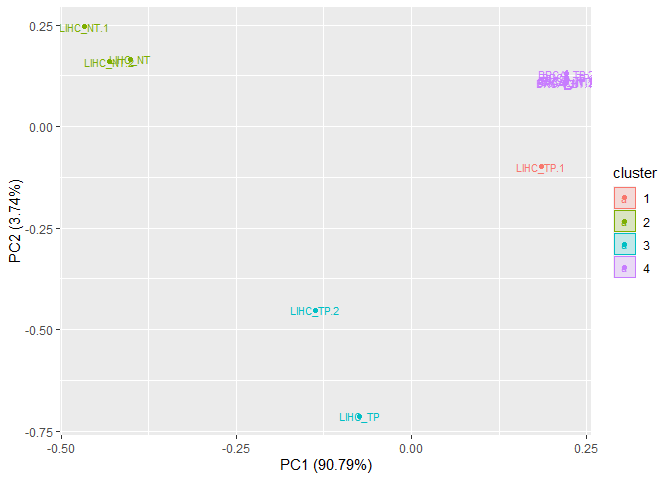 0.25
0.00
-0.25
-0.50
-0.75
PC2 (3.74%)
LIHC_NT.1
LIHC_NT.2
LIHC_NT
LIHC_TP.1
LIHC_TP.2
LIHC_TP
-0.50
-0.25
0.00
0.25
PC1 (90.79%)
cluster
1
2
3
4